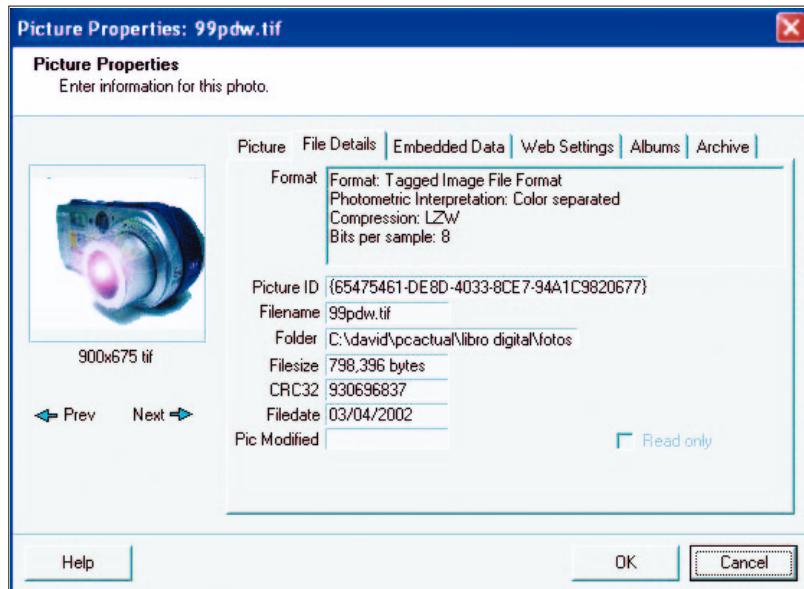 Picture Properties: 99pdw.tif
Picture Properties
Enter information for this photo.
Picture File Details Embedded Data Web Settings Albums Archive
Format Format: Tagged Image File Format
Photometric Interpretation: Color separated
Compression: LZW
Bits per sample: 8
Picture ID {65475461-DE8D-4033-8CE7-94A1C9820677}
Filename 99pdw.tif
Folder C:\david\pcactual\libro digital\fotos
900x675 tif
Filesize 798,396 bytes
CRC32 930696837
Prev Next
Filedate 03/04/2002
Pic Modified
Read only
Help OK Cancel